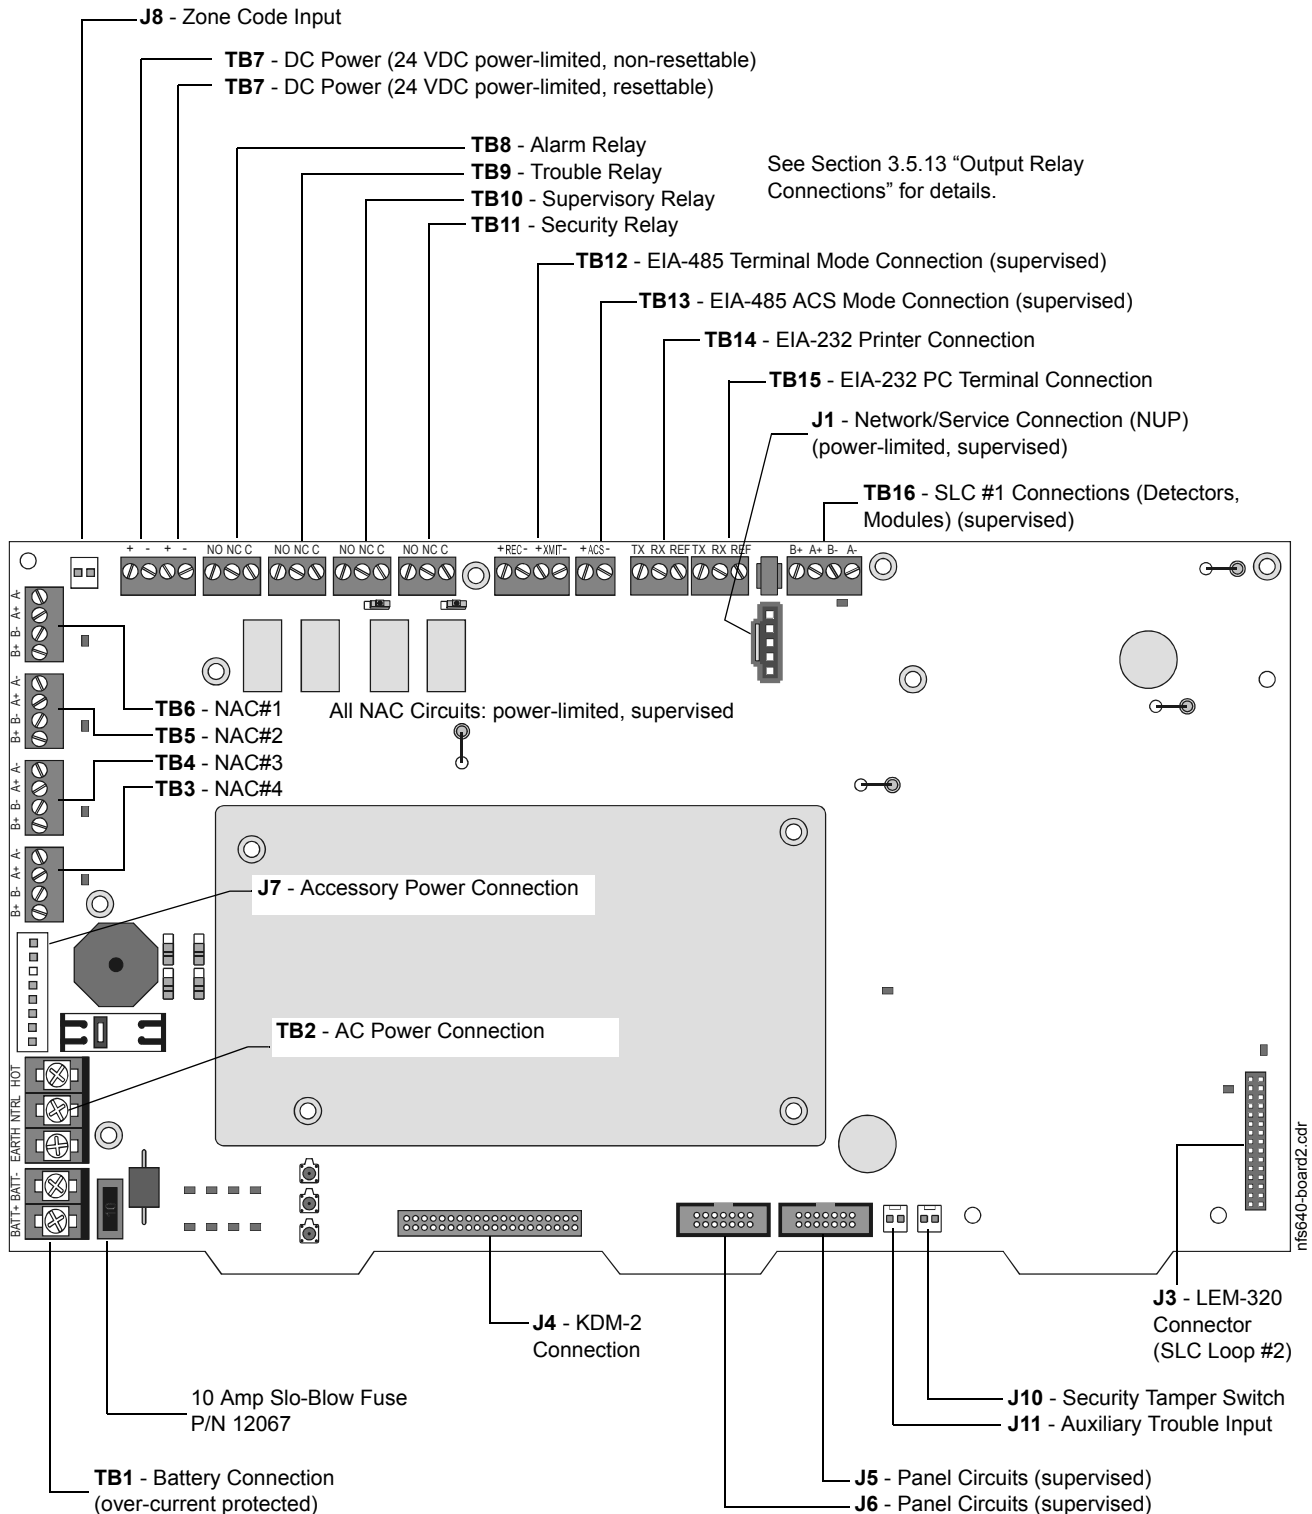 J8 - Zone Code Input
TB7 - DC Power (24 VDC power-limited, non-resettable)
TB7 - DC Power (24 VDC power-limited, resettable)
TB8 - Alarm Relay
TB9 - Trouble Relay
TB10 - Supervisory Relay
TB11 - Security Relay
See Section 3.5.13 “Output Relay
Connections” for details.
TB12 - EIA-485 Terminal Mode Connection (supervised)
TB13 - EIA-485 ACS Mode Connection (supervised)
TB14 - EIA-232 Printer Connection
TB15 - EIA-232 PC Terminal Connection
J1 - Network/Service Connection (NUP)
(power-limited, supervised)
TB16 - SLC #1 Connections (Detectors,
Modules) (supervised)
+ - + - NO NC C NO NC C NO NC C NO NC C +REC- +XMIT- +ACS- TX RX REF TX RX REF B+ A+ B- A-
B+ B- A+ A-
B+ B- A+ A-
B+ B- A+ A-
B+ B- A+ A-
TB6 - NAC#1
TB5 - NAC#2
TB4 - NAC#3
TB3 - NAC#4
All NAC Circuits: power-limited, supervised
J7 - Accessory Power Connection
TB2 - AC Power Connection
EARTH NTRL HOT
BATT+ BATT-
10
nfs640-board2.cdr
J4 - KDM-2
Connection
J3 - LEM-320
Connector
(SLC Loop #2)
10 Amp Slo-Blow Fuse
P/N 12067
J10 - Security Tamper Switch
J11 - Auxiliary Trouble Input
TB1 - Battery Connection
(over-current protected)
J5 - Panel Circuits (supervised)
J6 - Panel Circuits (supervised)